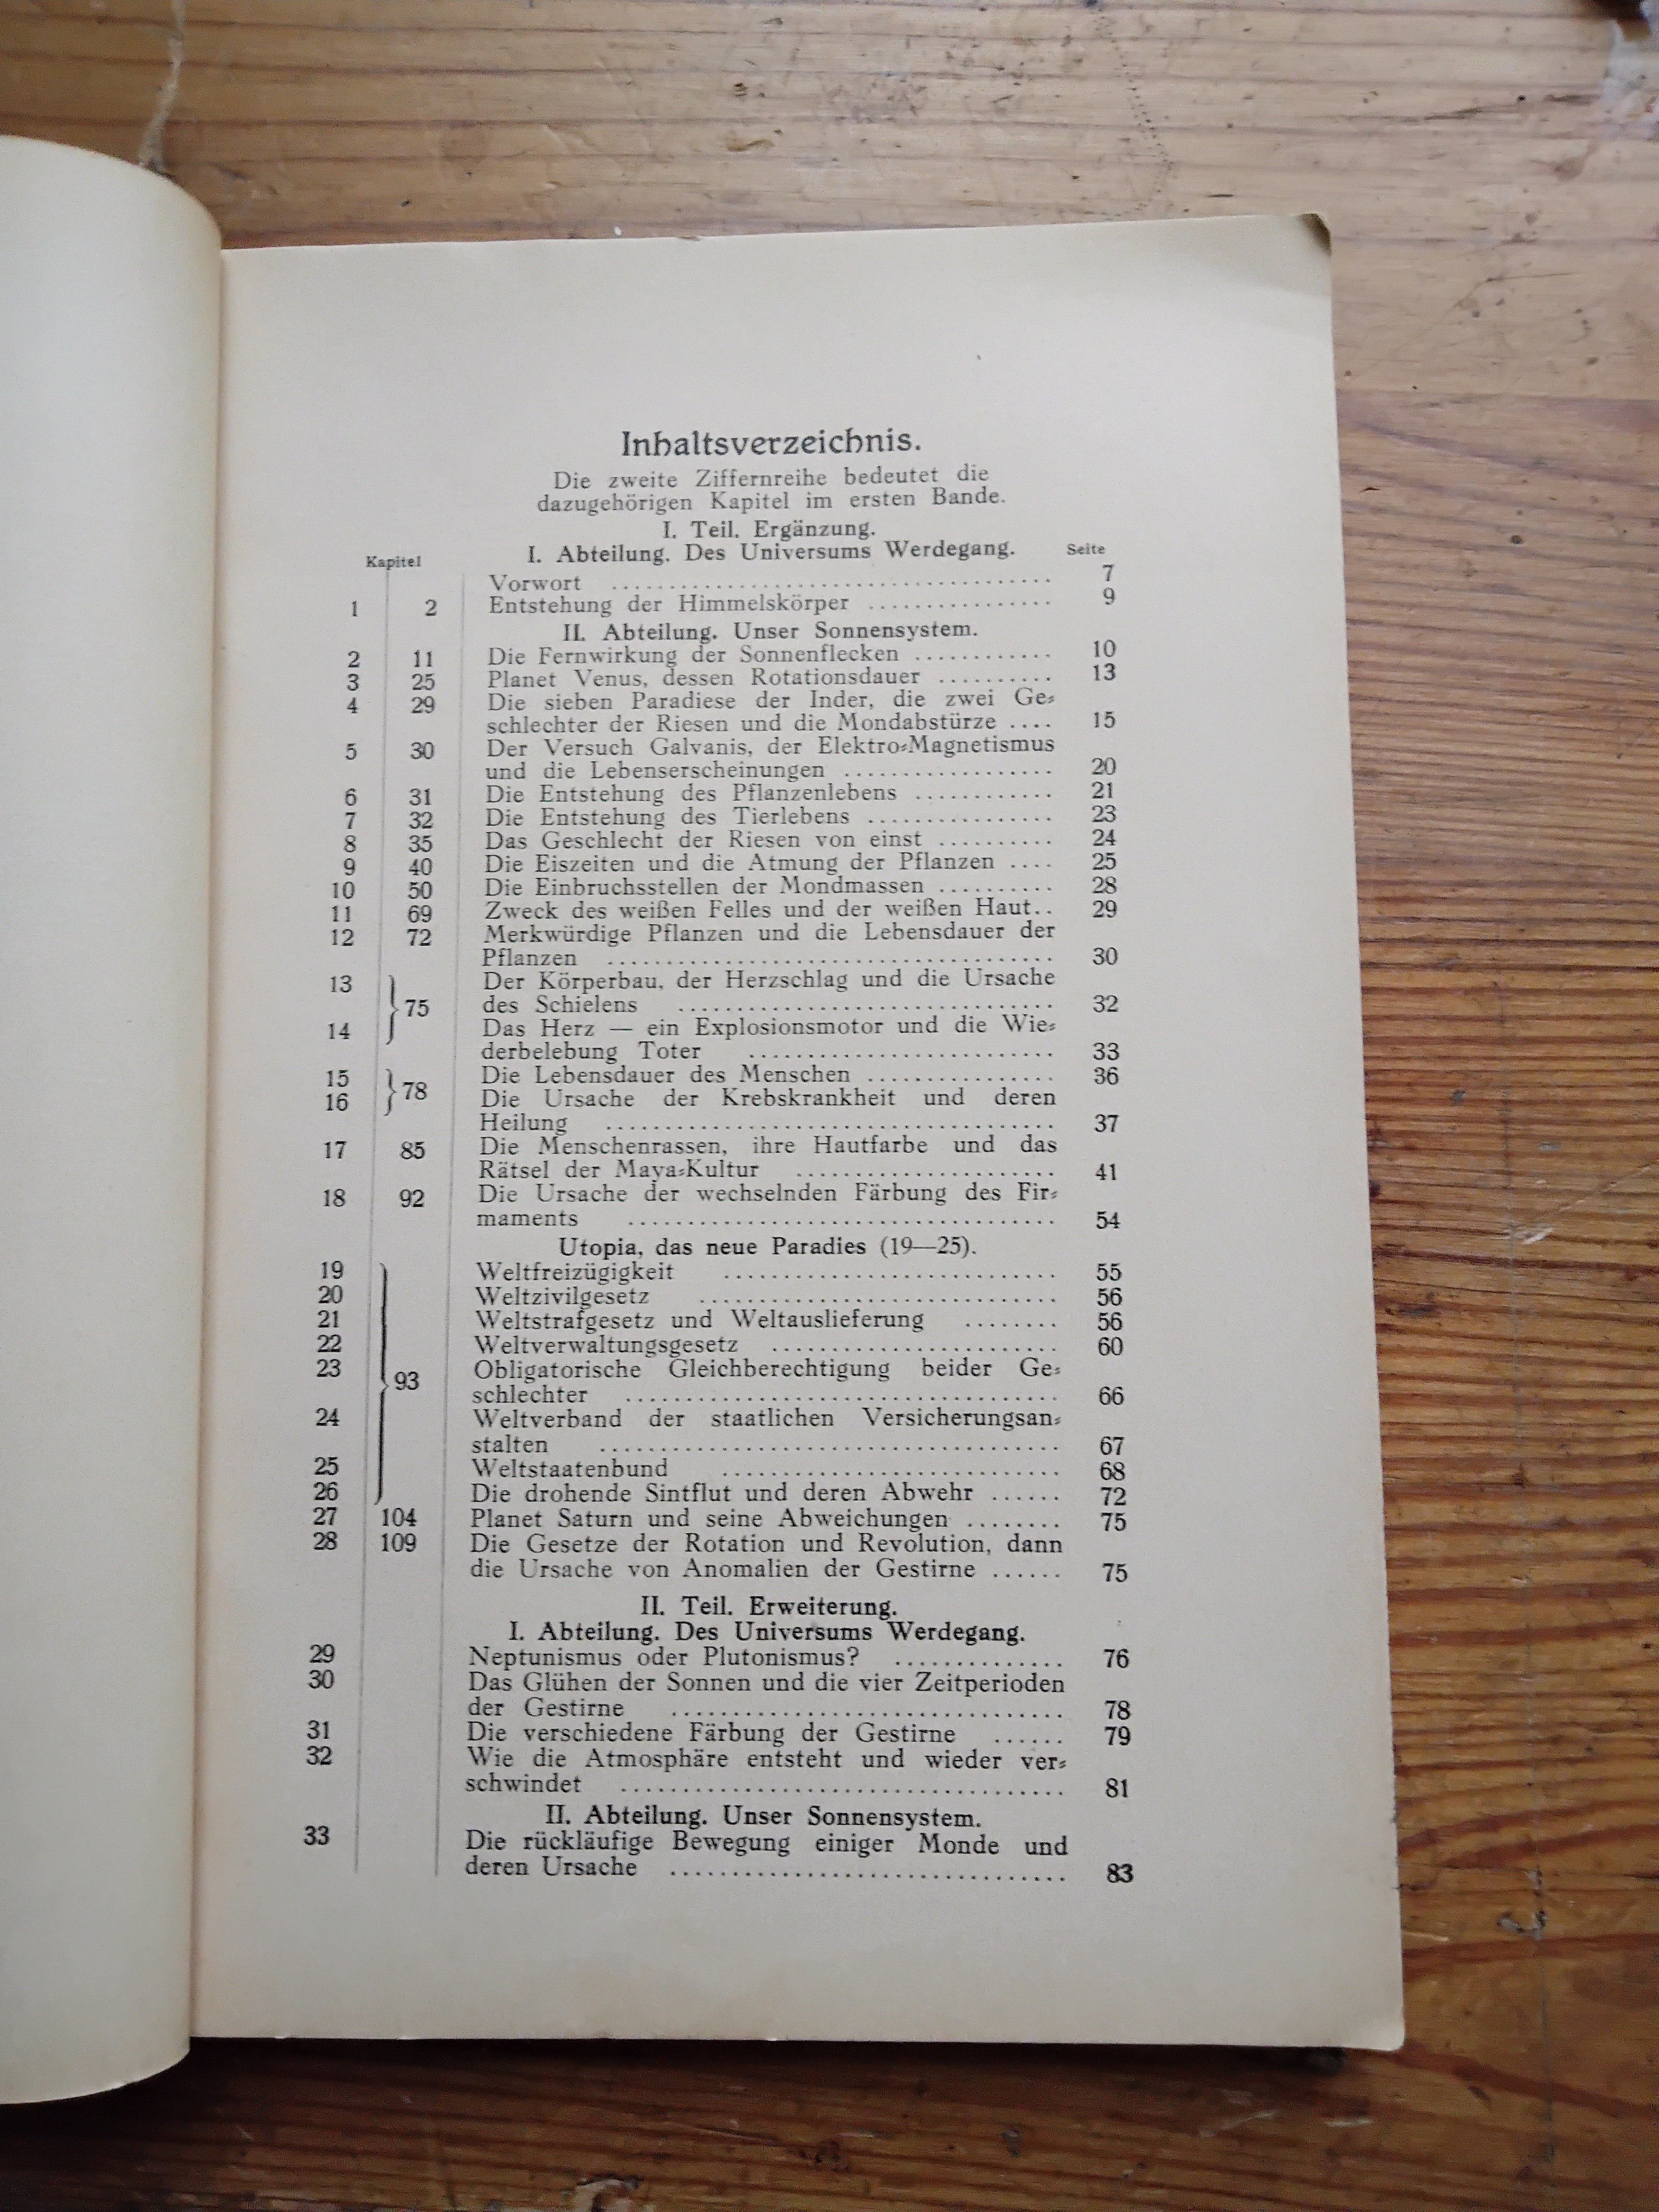 Inhaltsverzeichnis.
Die zweite Ziffernreihe bedeutet die
dazugehörigen Kapitel im ersten Bande.
I. Teil. Ergänzung.
Kapitel I. Abteilung. Des Universums Werdegang. Seite
Vorwort .................................... 7
1 2 Entstehung der Himmelskörper ................ 9
II. Abteilung. Unser Sonnensystem.
2 11 Die Fernwirkung der Sonnenflecken ............ 10
3 25 Planet Venus, dessen Rotationsdauer .......... 13
4 29 Die sieben Paradiese der Inder, die zwei Ge-
schlechter der Riesen und die Mondabstürze .... 15
5 30 Der Versuch Galvanis, der Elektro-Magnetismus
und die Lebenserscheinungen .................. 20
6 31 Die Entstehung des Pflanzenlebens ............ 21
7 32 Die Entstehung des Tierlebens ................ 23
8 35 Das Geschlecht der Riesen von einst .......... 24
9 40 Die Eiszeiten und die Atmung der Pflanzen .... 25
10 50 Die Einbruchsstellen der Mondmassen .......... 28
11 69 Zweck des weißen Felles und der weißen Haut.. 29
12 72 Merkwürdige Pflanzen und die Lebensdauer der
Pflanzen ..................................... 30
13 Der Körperbau, der Herzschlag und die Ursache
} 75 des Schielens ............................... 32
14 Das Herz — ein Explosionsmotor und die Wie-
derbelebung Toter ......................... 33
15 Die Lebensdauer des Menschen ................ 36
16 } 78 Die Ursache der Krebskrankheit und deren
Heilung ..................................... 37
17 85 Die Menschenrassen, ihre Hautfarbe und das
Rätsel der Maya-Kultur ...................... 41
18 92 Die Ursache der wechselnden Färbung des Fir-
maments .................................... 54
Utopia, das neue Paradies (19—25).
19 Weltfreizügigkeit ............................ 55
20 Weltzivilgesetz .............................. 56
21 Weltstrafgesetz und Weltauslieferung ........ 56
22 Weltverwaltungsgesetz ........................ 60
23 } 93 Obligatorische Gleichberechtigung beider Ge-
schlechter .................................... 66
24 Weltverband der staatlichen Versicherungsan-
stalten ...................................... 67
25 Weltstaatenbund ............................ 68
26 Die drohende Sintflut und deren Abwehr ...... 72
27 104 Planet Saturn und seine Abweichungen ........ 75
28 109 Die Gesetze der Rotation und Revolution, dann
die Ursache von Anomalien der Gestirne ...... 75
II. Teil. Erweiterung.
I. Abteilung. Des Universums Werdegang.
29 Neptunismus oder Plutonismus? .............. 76
30 Das Glühen der Sonnen und die vier Zeitperioden
der Gestirne ................................ 78
31 Die verschiedene Färbung der Gestirne ...... 79
32 Wie die Atmosphäre entsteht und wieder ver-
schwindet .................................... 81
II. Abteilung. Unser Sonnensystem.
33 Die rückläufige Bewegung einiger Monde und
deren Ursache ................................ 83